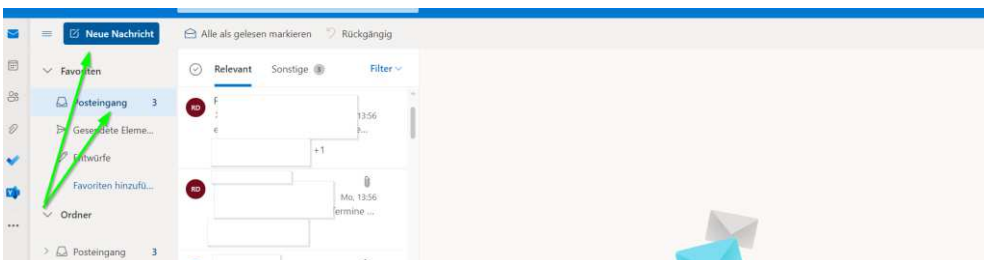 Neue Nachricht
Alle als gelesen markieren
Rückgängig
Favoriten
Posteingang 3
Gesendete Eleme...
Entwürfe
Favoriten hinzufü...
Ordner
Posteingang 3
Relevant Sonstige 3 Filter
RD
13:56
+1
RD
Mo, 13:56
Termine ...